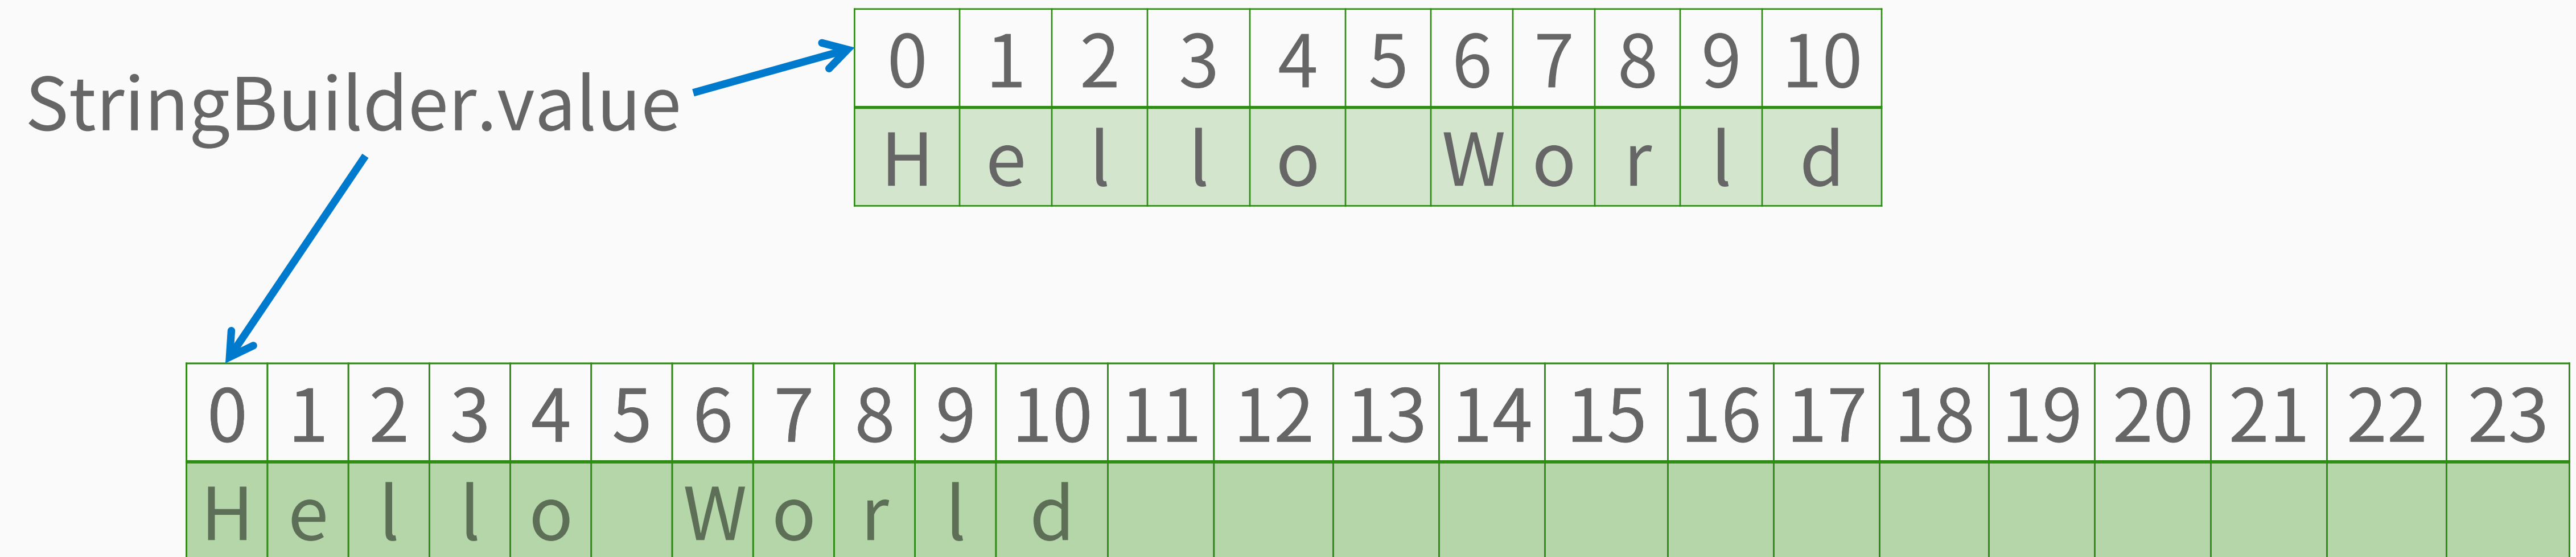 StringBuilder.value
0 1 2 3 4 5 6 7 8 9 10
H e l l o W o r l d
0 1 2 3 4 5 6 7 8 9 10 11 12 13 14 15 16 17 18 19 20 21 22 23
H e l l o W o r l d